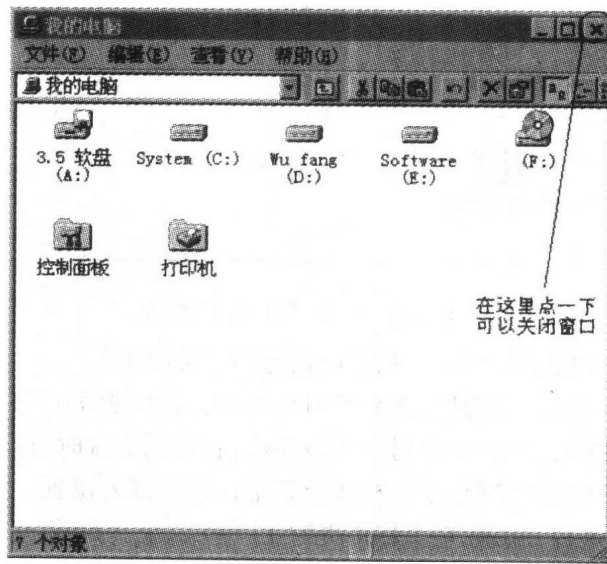 我的电脑
文件(F) 编辑(E) 查看(V) 帮助(H)
我的电脑
3.5 软盘
(A:)
System (C:)
Wu fang
(D:)
Software
(E:)
(F:)
控制面板
打印机
在这里点一下
可以关闭窗口
7 个对象